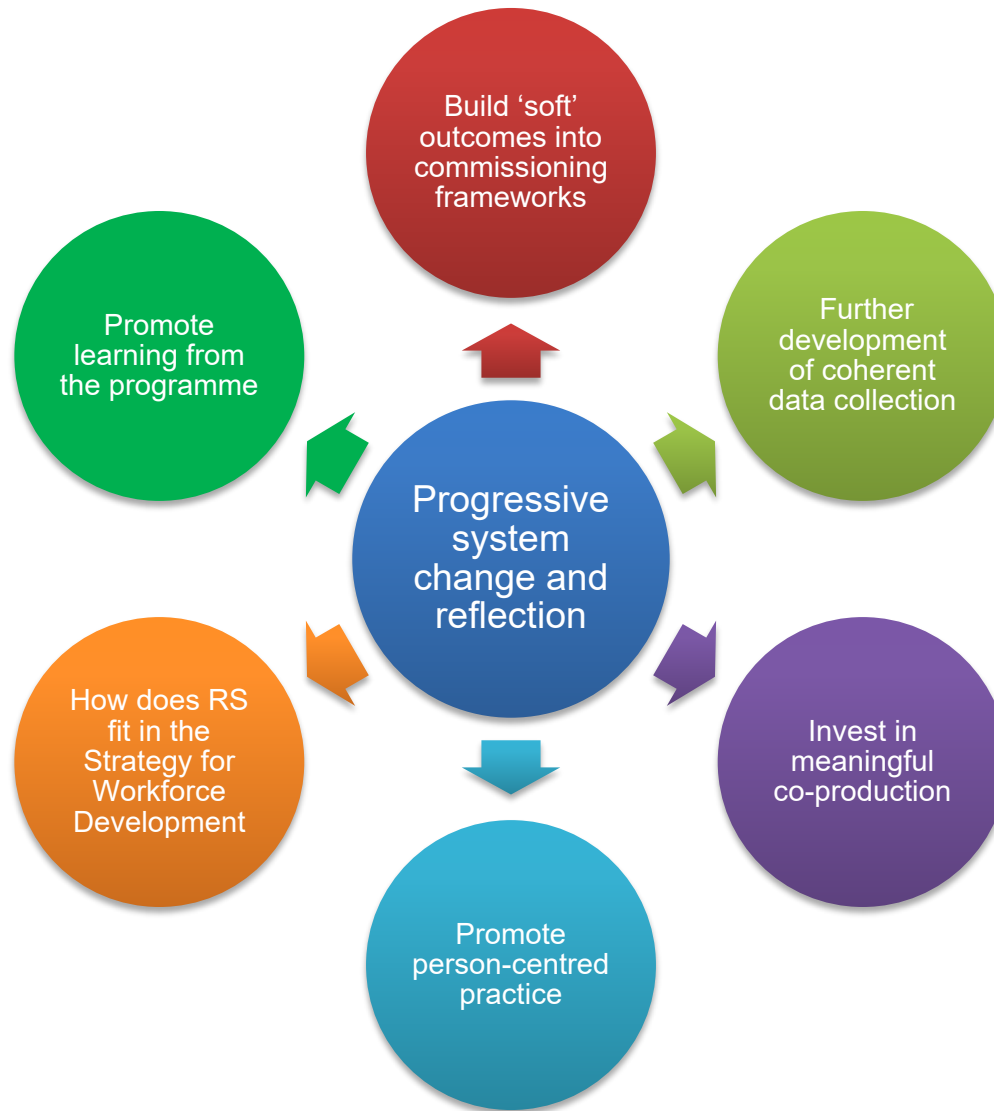 Build ‘soft’
outcomes into
commissioning
frameworks
Further
development
of coherent
data collection
Invest in
meaningful
co-production
Promote
person-centred
practice
How does RS
fit in the
Strategy for
Workforce
Development
Promote
learning from
the programme
Progressive
system
change and
reflection